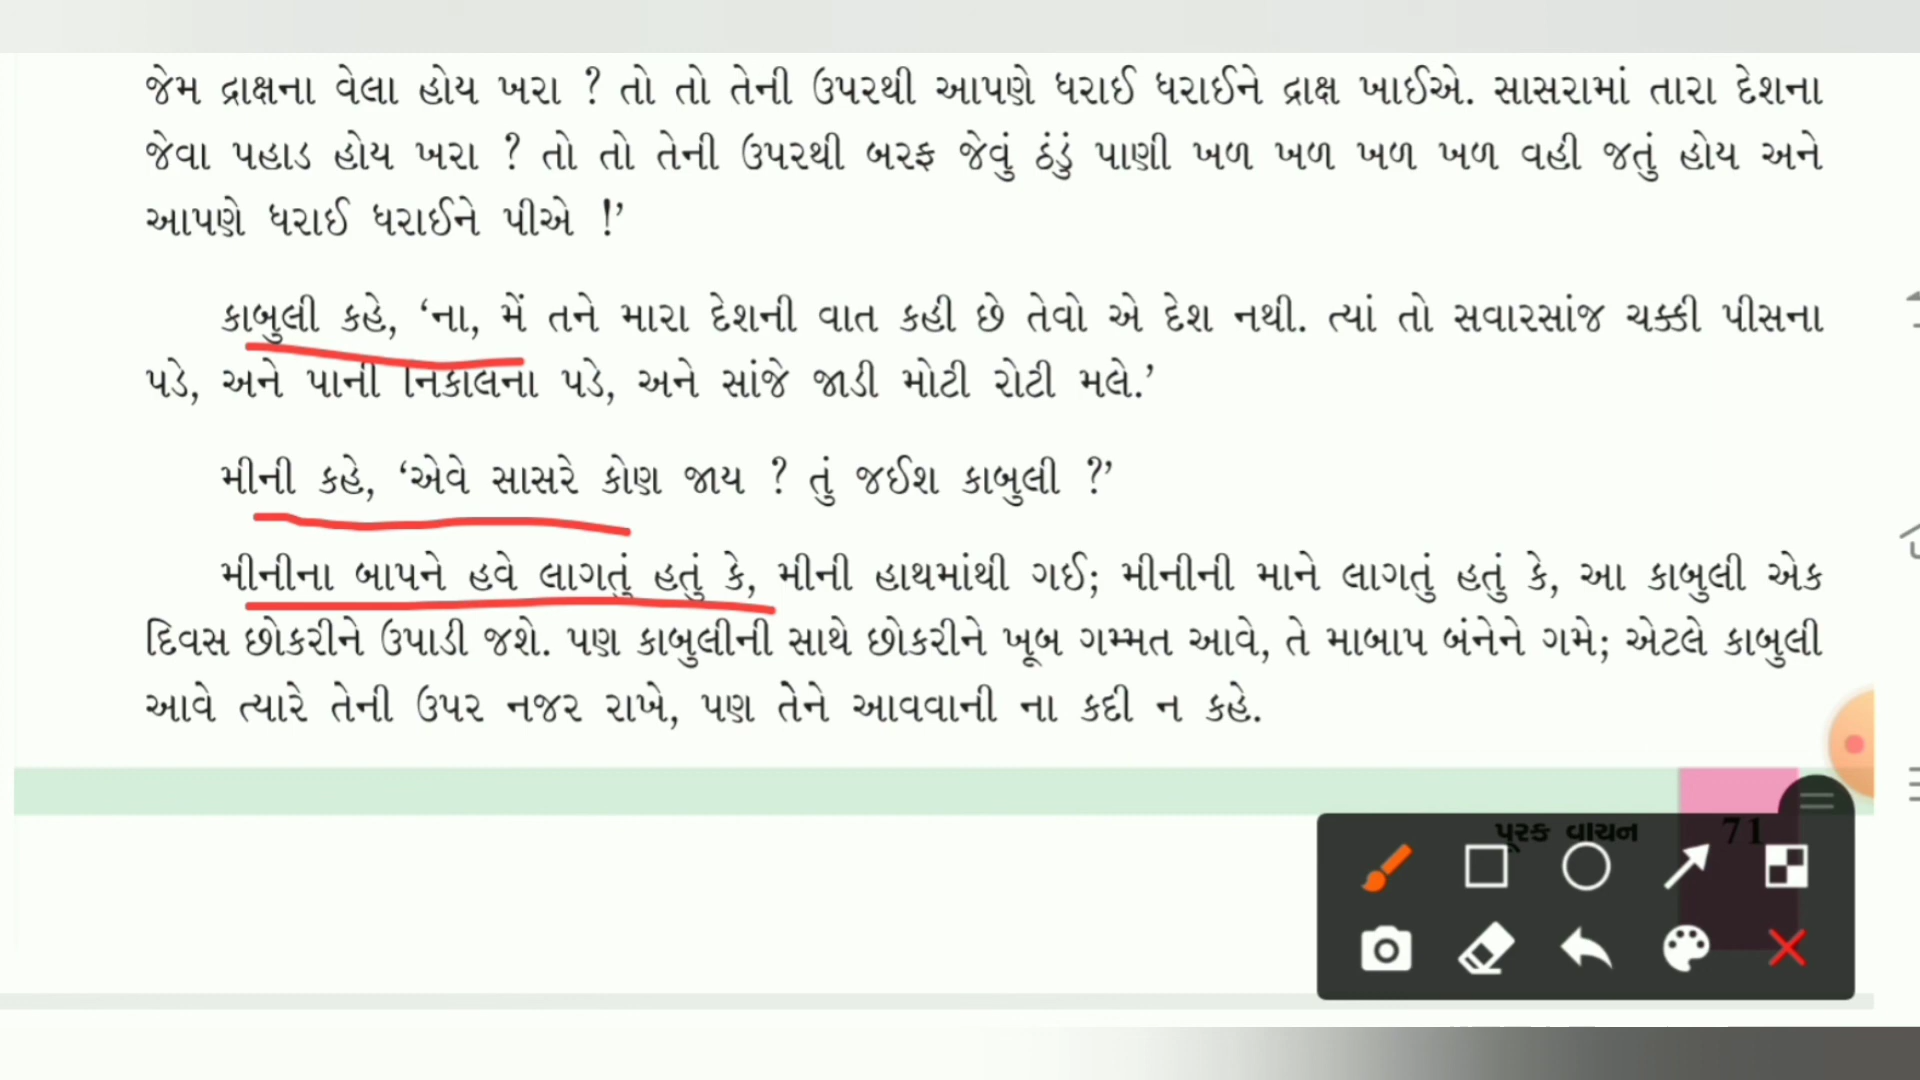 જેમ દ્રાક્ષના વેલા હોય ખરા ? તો તો તેની ઉપરથી આપણે ધરાઈ ધરાઈને દ્રાક્ષ ખાઈએ. સાસરામાં તારા દેશના
જેવા પહાડ હોય ખરા ? તો તો તેની ઉપરથી બરફ જેવું ઠંડું પાણી ખળ ખળ ખળ ખળ વહી જતું હોય અને
આપણે ધરાઈ ધરાઈને પીએ !’
કાબુલી કહે, ‘ના, મેં તને મારા દેશની વાત કહી છે તેવો એ દેશ નથી. ત્યાં તો સવારસાંજ ચક્કી પીસના
પડે, અને પાની નિકાલના પડે, અને સાંજે જાડી મોટી રોટી મલે.’
મીની કહે, ‘એવે સાસરે કોણ જાય ? તું જઈશ કાબુલી ?’
મીનીના બાપને હવે લાગતું હતું કે, મીની હાથમાંથી ગઈ; મીનીની માને લાગતું હતું કે, આ કાબુલી એક
દિવસ છોકરીને ઉપાડી જશે. પણ કાબુલીની સાથે છોકરીને ખૂબ ગમ્મત આવે, તે માબાપ બંનેને ગમે; એટલે કાબુલી
આવે ત્યારે તેની ઉપર નજર રાખે, પણ તેને આવવાની ના કદી ન કહે.
પૂરક વાચન 71